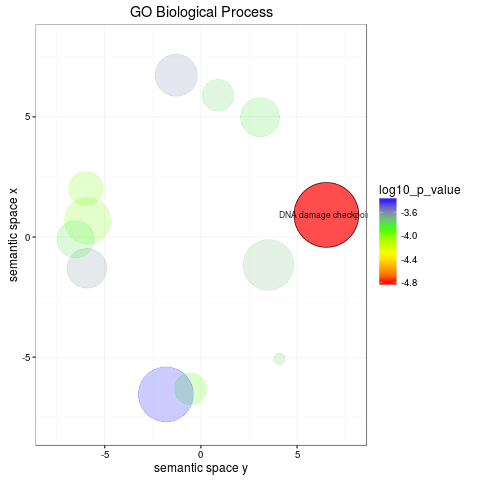 GO Biological Process
semantic space x
5
0
-5
DNA damage checkpoi
-5
0
5
semantic space y
log10_p_value
-3.6
-4.0
-4.4
-4.8